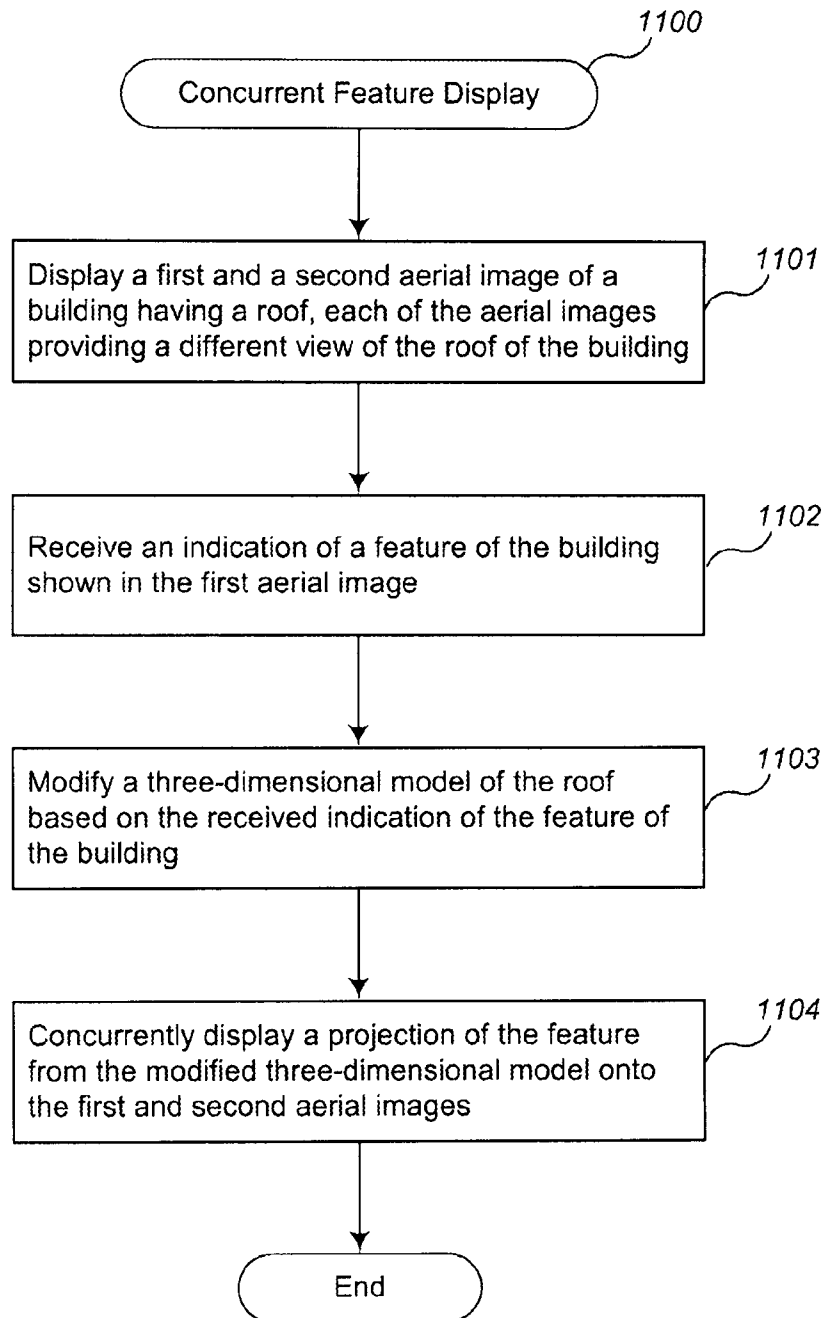 1100
Concurrent Feature Display
1101
Display a first and a second aerial image of a
building having a roof, each of the aerial images
providing a different view of the roof of the building
1102
Receive an indication of a feature of the building
shown in the first aerial image
1103
Modify a three-dimensional model of the roof
based on the received indication of the feature of
the building
1104
Concurrently display a projection of the feature
from the modified three-dimensional model onto
the first and second aerial images
End